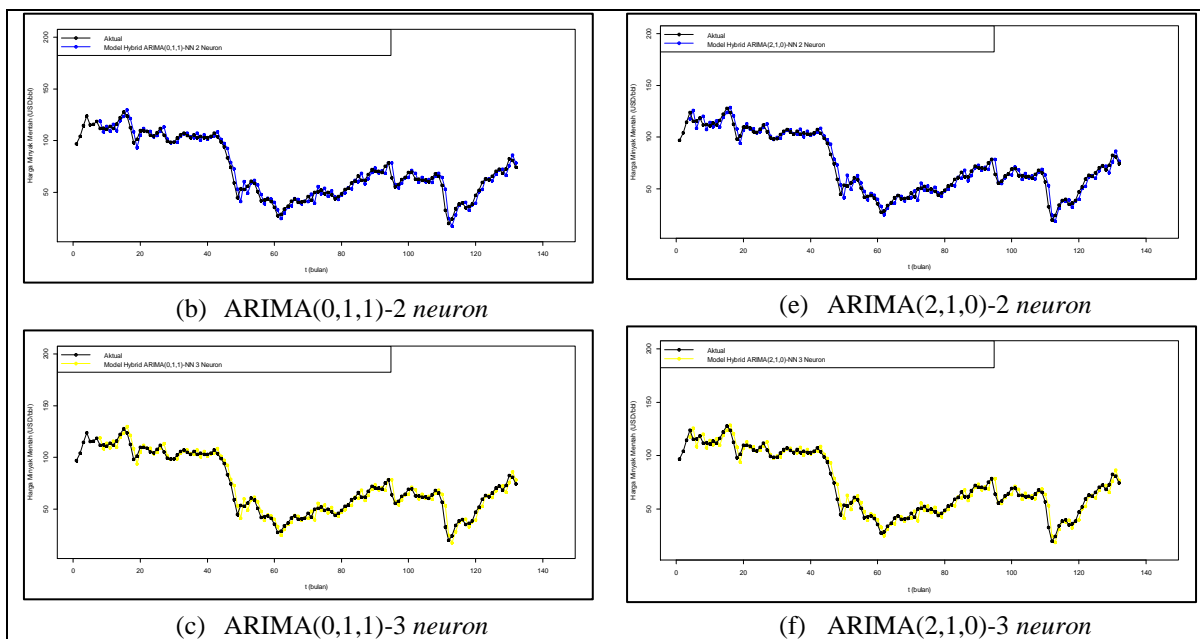 Aktual
Model Hybrid ARIMA(0,1,1)-NN 2 Neuron
Harga Minyak Mentah (USD/bbl)
200
150
100
50
0 20 40 60 80 100 120 140
t (bulan)
(b) ARIMA(0,1,1)-2 neuron
Aktual
Model Hybrid ARIMA(2,1,0)-NN 2 Neuron
Harga Minyak Mentah (USD/bbl)
200
150
100
50
0 20 40 60 80 100 120 140
t (bulan)
(e) ARIMA(2,1,0)-2 neuron
Aktual
Model Hybrid ARIMA(0,1,1)-NN 3 Neuron
Harga Minyak Mentah (USD/bbl)
200
150
100
50
0 20 40 60 80 100 120 140
t (bulan)
(c) ARIMA(0,1,1)-3 neuron
Aktual
Model Hybrid ARIMA(2,1,0)-NN 3 Neuron
Harga Minyak Mentah (USD/bbl)
200
150
100
50
0 20 40 60 80 100 120 140
t (bulan)
(f) ARIMA(2,1,0)-3 neuron